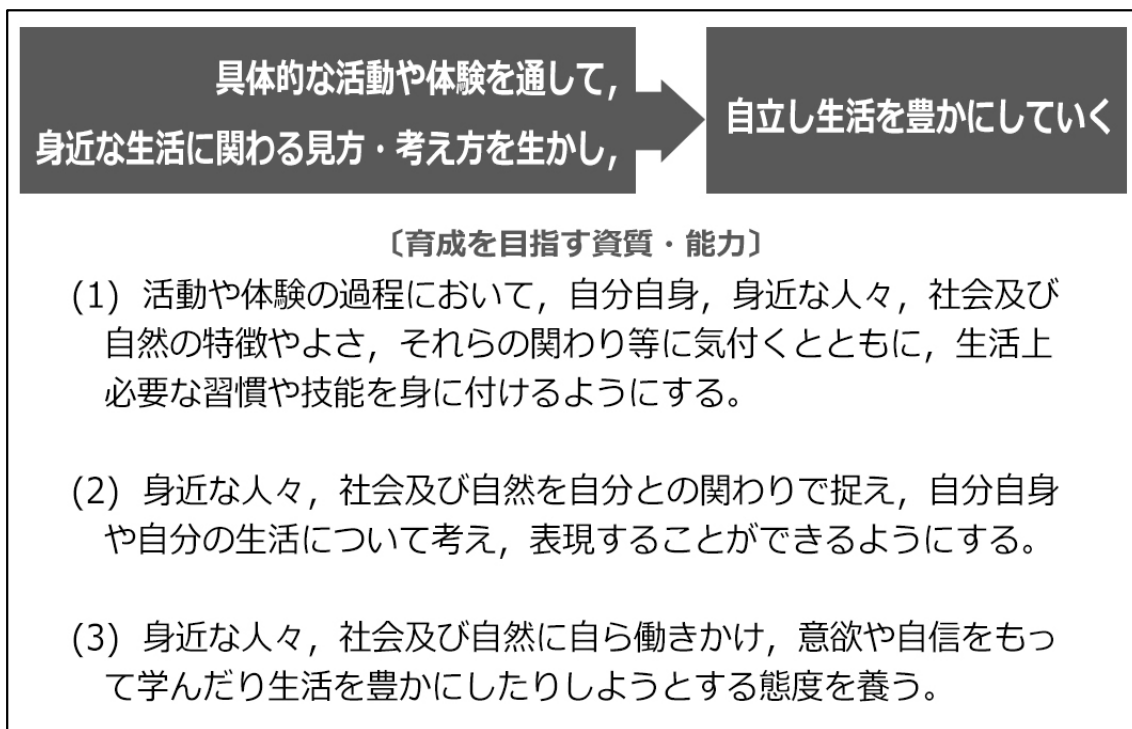 具体的な活動や体験を通して，
身近な生活に関わる見方・考え方を生かし，
自立し生活を豊かにしていく
〔育成を目指す資質・能力〕
(1) 活動や体験の過程において，自分自身，身近な人々，社会及び
自然の特徴やよさ，それらの関わり等に気付くとともに，生活上
必要な習慣や技能を身に付けるようにする。
(2) 身近な人々，社会及び自然を自分との関わりで捉え，自分自身
や自分の生活について考え，表現することができるようにする。
(3) 身近な人々，社会及び自然に自ら働きかけ，意欲や自信をもっ
て学んだり生活を豊かにしたりしようとする態度を養う。